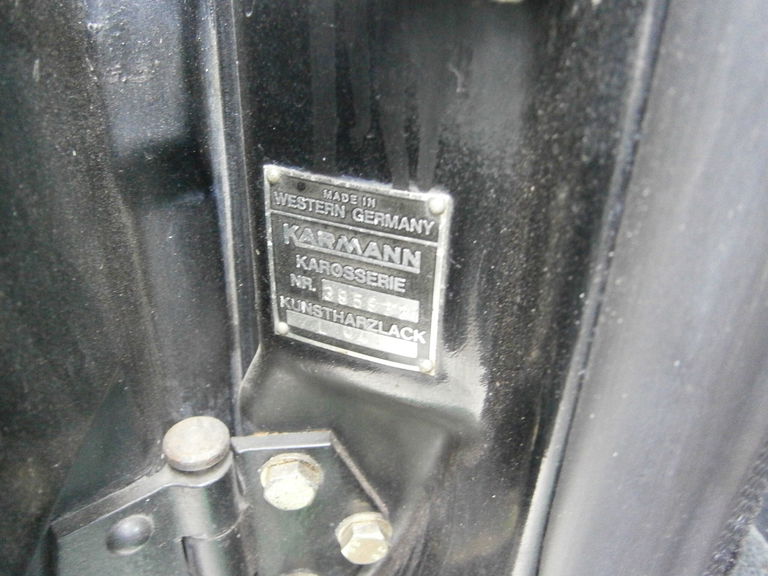 MADE IN
WESTERN GERMANY
KARMANN
KAROSSERIE
NR.
KUNSTHARZLACK